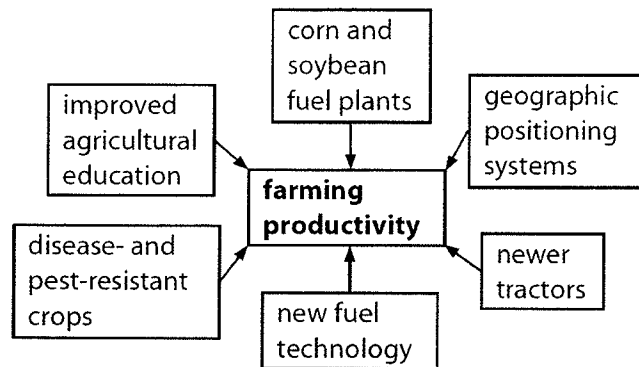 corn and
soybean
fuel plants
improved
agricultural
education
geographic
positioning
systems
farming
productivity
disease- and
pest-resistant
crops
newer
tractors
new fuel
technology